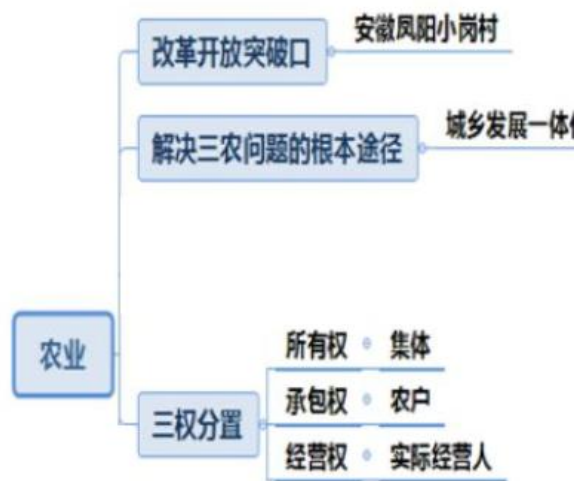 改革开放突破口 安徽凤阳小岗村
解决三农问题的根本途径 城乡发展一体
农业
所有权 集体
承包权 农户
三权分置
经营权 实际经营人